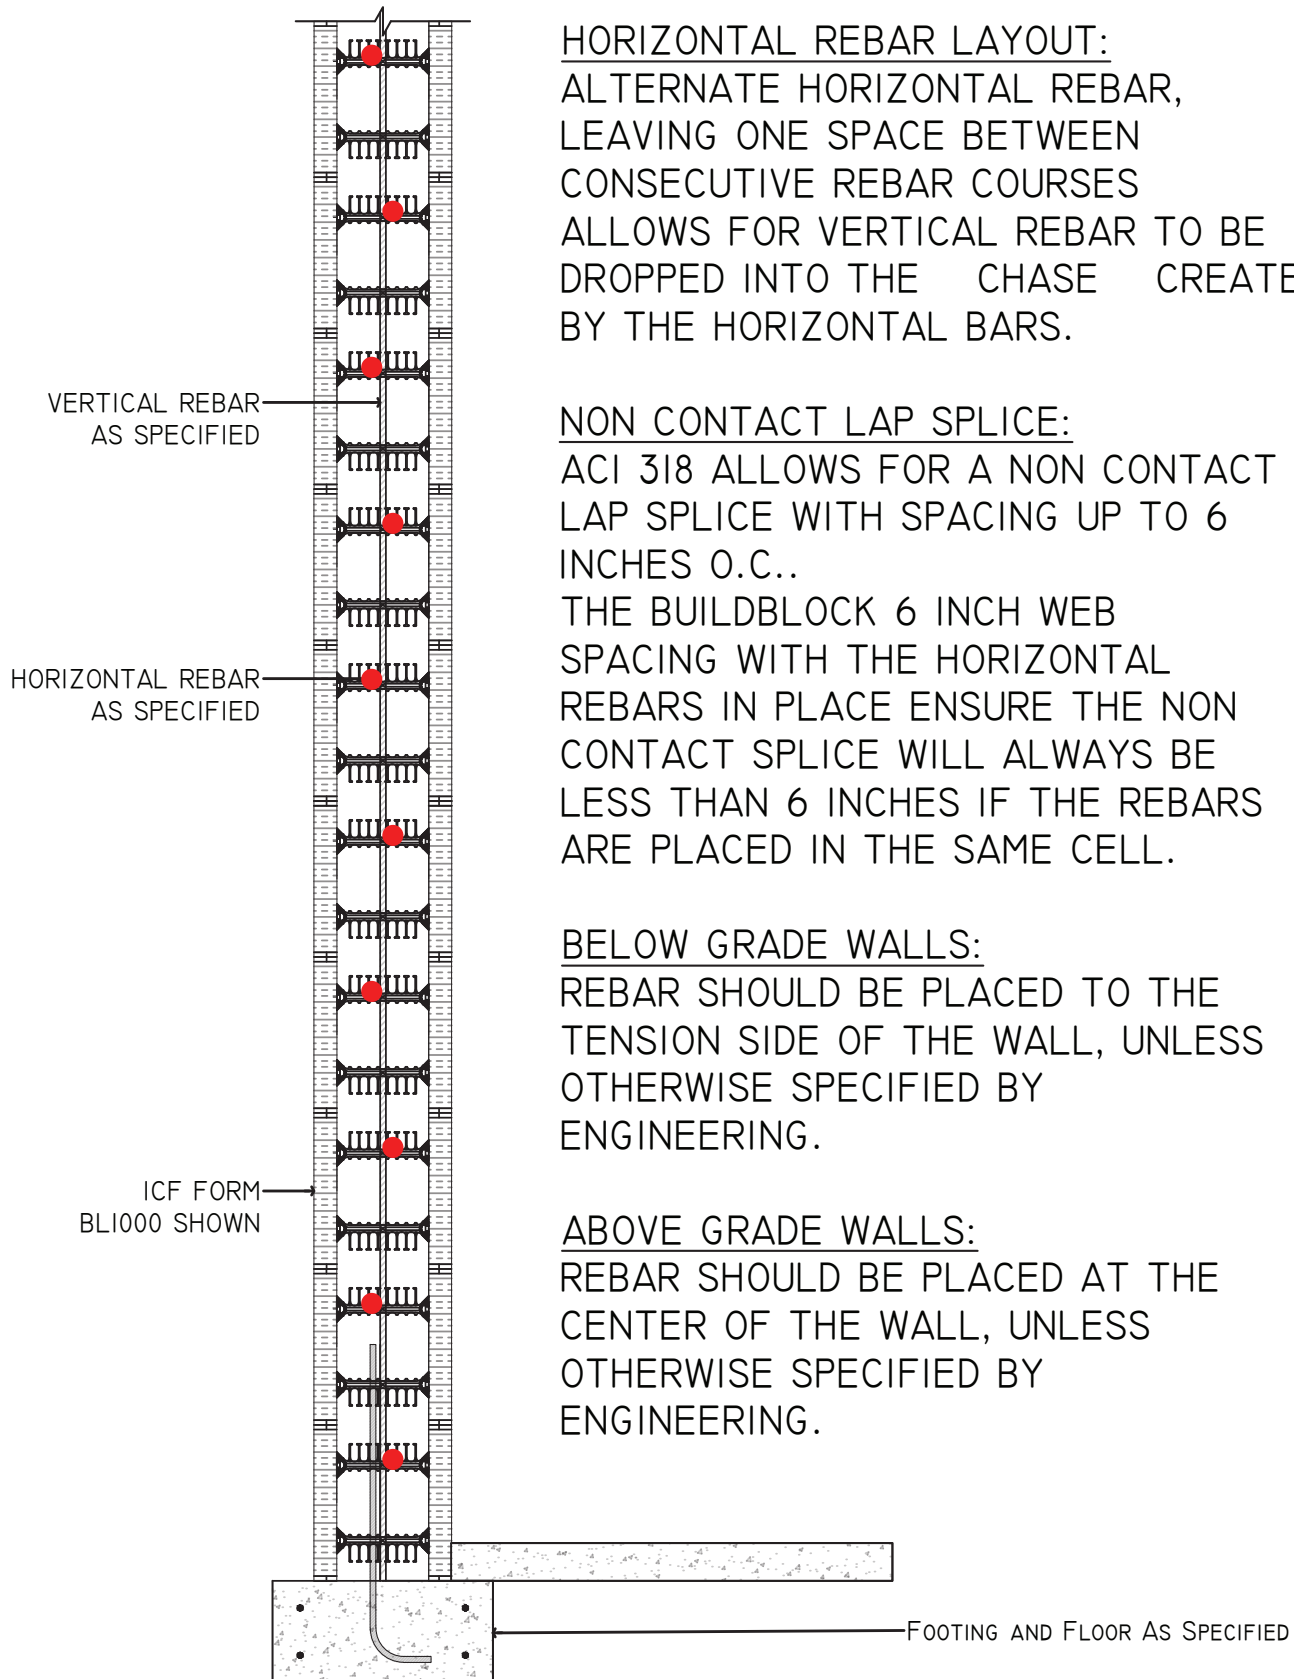 HORIZONTAL REBAR LAYOUT:
ALTERNATE HORIZONTAL REBAR,
LEAVING ONE SPACE BETWEEN
CONSECUTIVE REBAR COURSES
ALLOWS FOR VERTICAL REBAR TO BE
DROPPED INTO THE CHASE CREATE
BY THE HORIZONTAL BARS.
VERTICAL REBAR
AS SPECIFIED
NON CONTACT LAP SPLICE:
ACI 318 ALLOWS FOR A NON CONTACT
LAP SPLICE WITH SPACING UP TO 6
INCHES O.C..
THE BUILDBLOCK 6 INCH WEB
SPACING WITH THE HORIZONTAL
REBARS IN PLACE ENSURE THE NON
CONTACT SPLICE WILL ALWAYS BE
LESS THAN 6 INCHES IF THE REBARS
ARE PLACED IN THE SAME CELL.
HORIZONTAL REBAR
AS SPECIFIED
BELOW GRADE WALLS:
REBAR SHOULD BE PLACED TO THE
TENSION SIDE OF THE WALL, UNLESS
OTHERWISE SPECIFIED BY
ENGINEERING.
ICF FORM
BL1000 SHOWN
ABOVE GRADE WALLS:
REBAR SHOULD BE PLACED AT THE
CENTER OF THE WALL, UNLESS
OTHERWISE SPECIFIED BY
ENGINEERING.
FOOTING AND FLOOR AS SPECIFIED